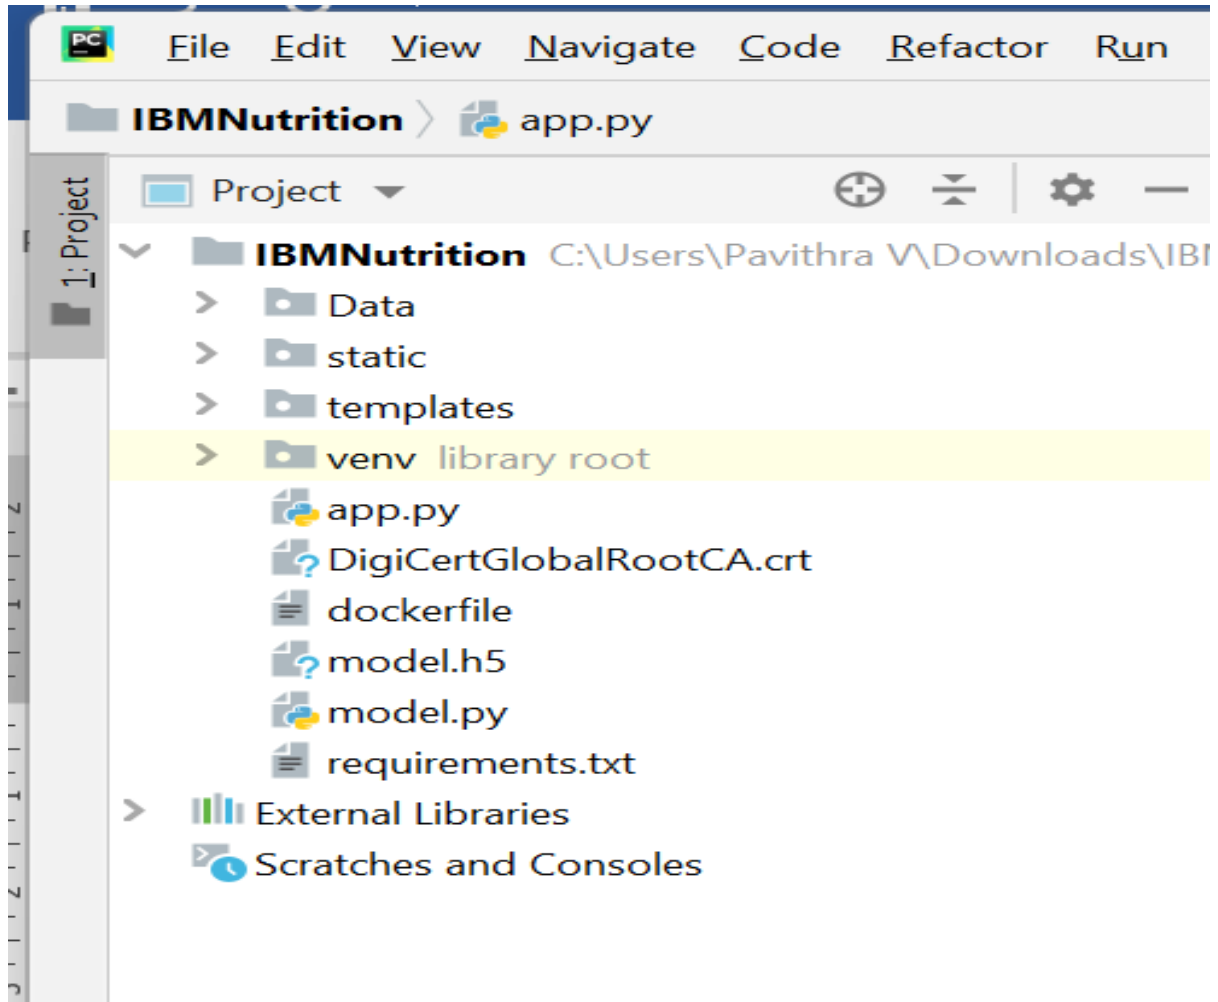 PC File Edit View Navigate Code Refactor Run
IBMNutrition app.py
1: Project
Project
IBMNutrition C:\Users\Pavithra V\Downloads\IBM
Data
static
templates
venv library root
app.py
DigiCertGlobalRootCA.crt
dockerfile
model.h5
model.py
requirements.txt
External Libraries
Scratches and Consoles